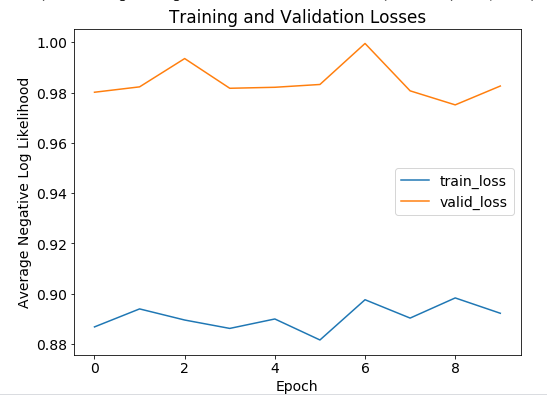 Training and Validation Losses
Average Negative Log Likelihood
1.00
0.98
0.96
0.94
0.92
0.90
0.88
train_loss
valid_loss
0 2 4 6 8
Epoch